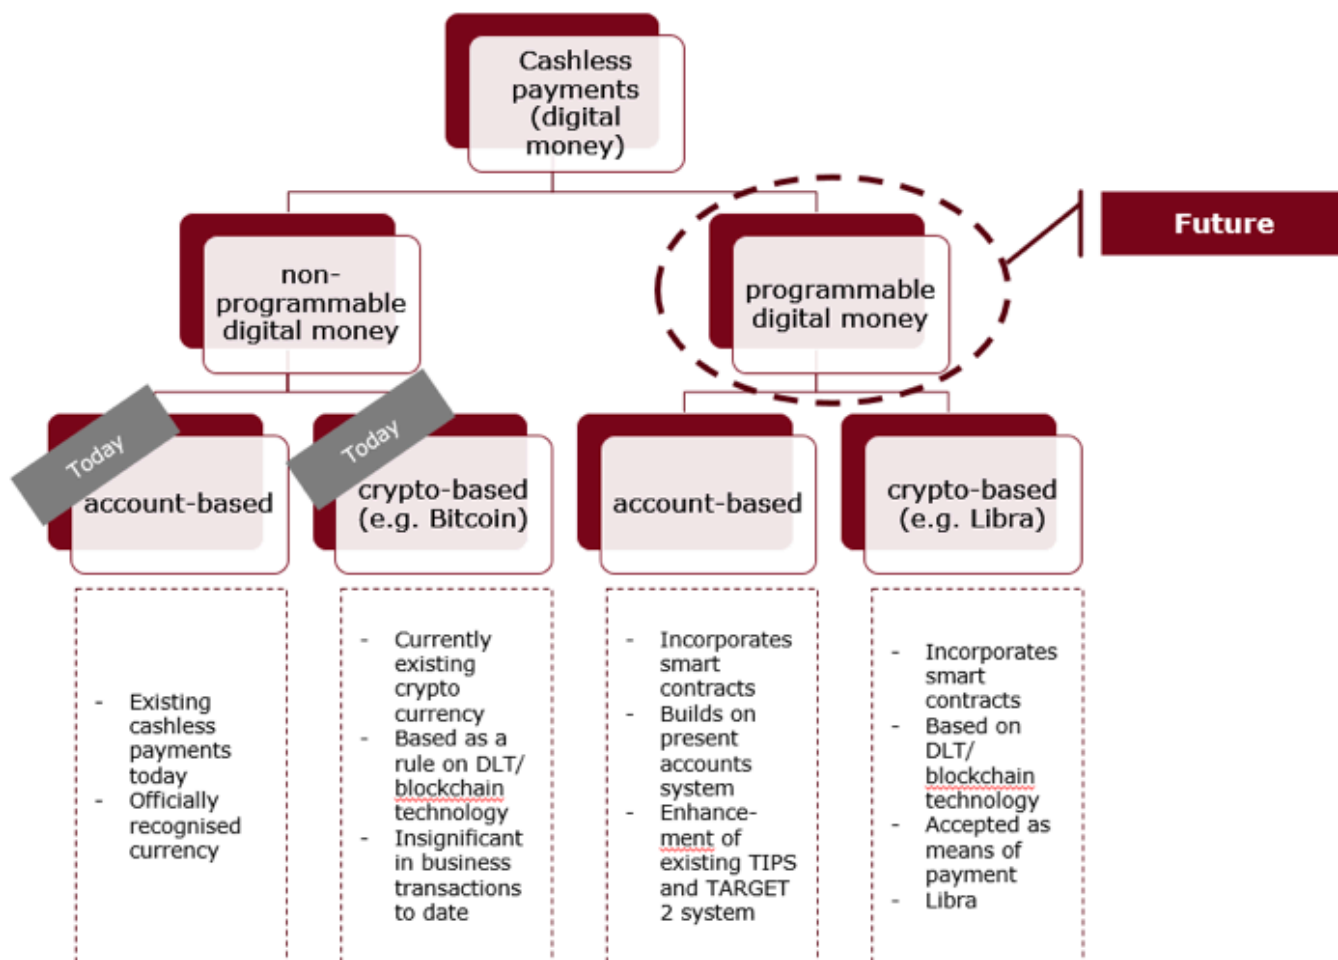 Cashless
payments
(digital
money)
Future
non-
programmable
digital money
programmable
digital money
Today
account-based
Today
crypto-based
(e.g. Bitcoin)
account-based
crypto-based
(e.g. Libra)
- Existing
cashless
payments
today
- Officially
recognised
currency
- Currently
existing
crypto
currency
- Based as a
rule on DLT/
blockchain
technology
- Insignificant
in business
transactions
to date
- Incorporates
smart
contracts
- Builds on
present
accounts
system
- Enhance-
ment of
existing TIPS
and TARGET
2 system
- Incorporates
smart
contracts
- Based on
DLT/
blockchain
technology
- Accepted as
means of
payment
- Libra